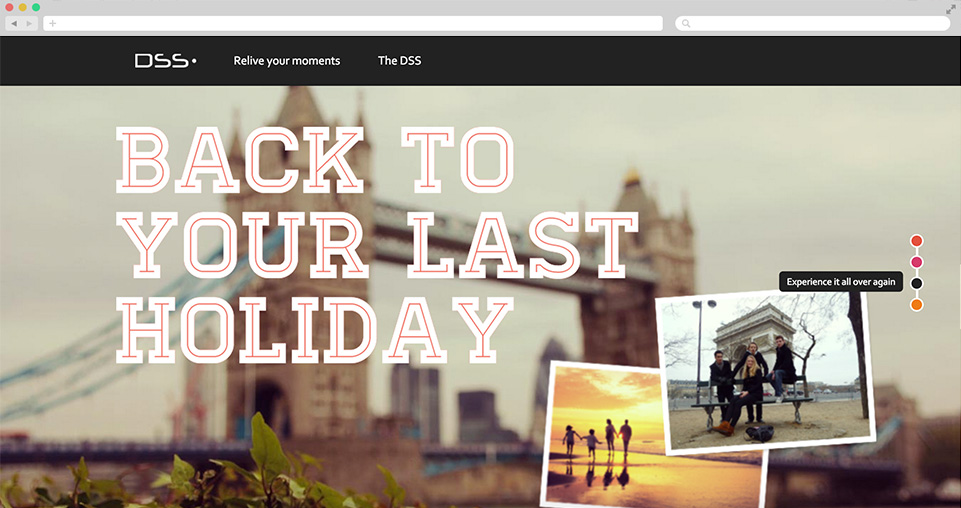 DSS
Relive your moments
The DSS
BACK TO
YOUR LAST
HOLIDAY
Experience it all over again